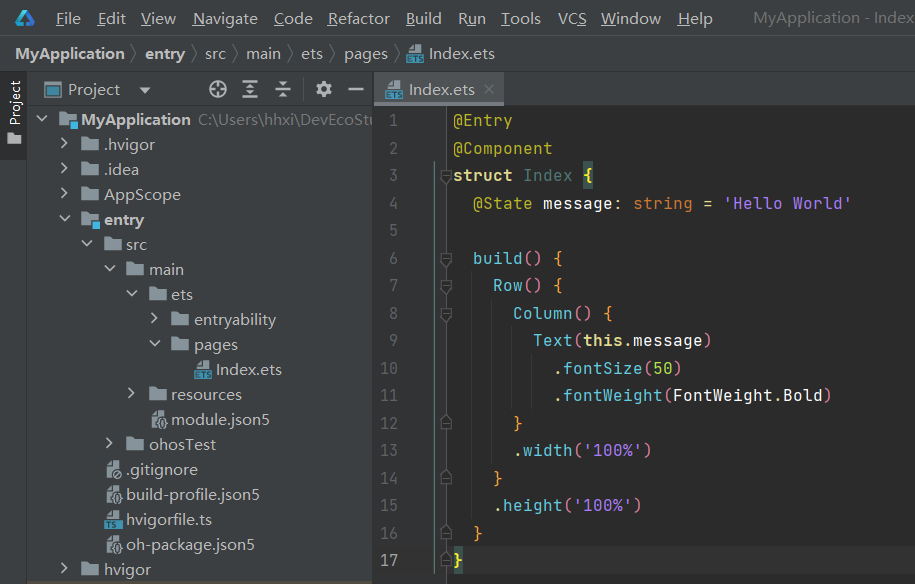 File Edit View Navigate Code Refactor Build Run Tools VCS Window Help MyApplication - Index
MyApplication entry src main ets pages Index.ets
Project
Project
Index.ets
MyApplication C:\Users\hhxi\DevEcoStu
.hvigor
.idea
AppScope
entry
src
main
ets
entryability
pages
Index.ets
resources
module.json5
ohosTest
.gitignore
build-profile.json5
hvigorfile.ts
oh-package.json5
hvigor
1 @Entry
2 @Component
3 struct Index {
4 @State message: string = 'Hello World'
5
6 build() {
7 Row() {
8 Column() {
9 Text(this.message)
10 .fontSize(50)
11 .fontWeight(FontWeight.Bold)
12 }
13 .width('100%')
14 }
15 .height('100%')
16 }
17 }